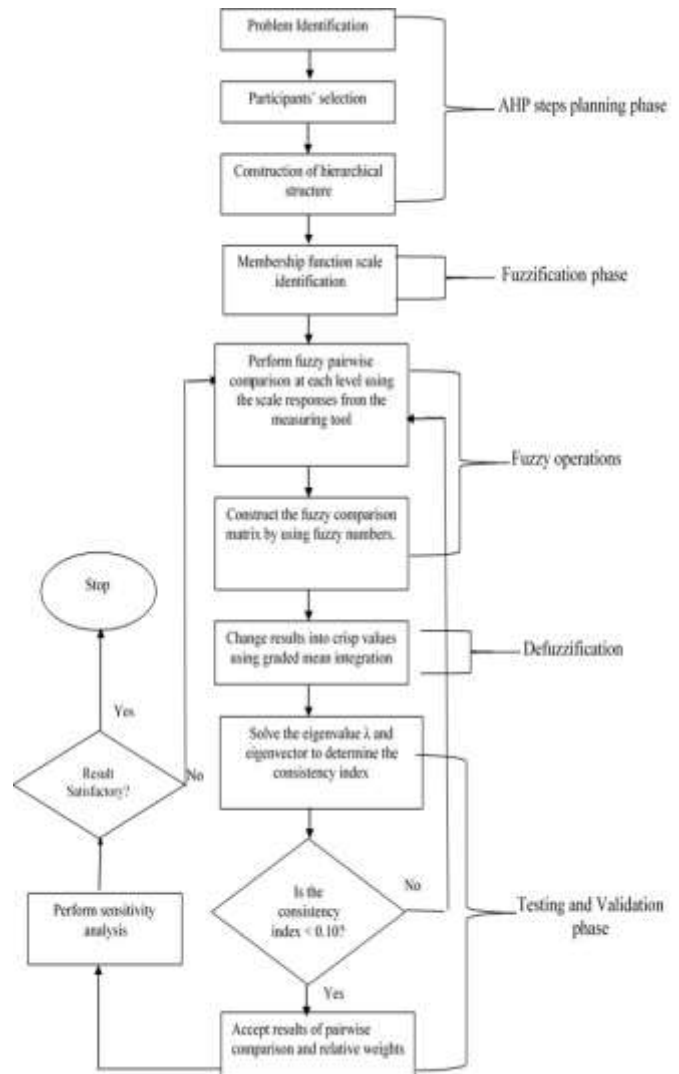 Problem Identification
Participants' selection
AHP steps planning phase
Construction of hierarchical
structure
Membership function scale
identification
Fuzzification phase
Perform fuzzy pairwise
comparison at each level using
the scale responses from the
measuring tool
Fuzzy operations
Construct the fuzzy comparison
matrix by using fuzzy numbers.
Stop
Change results into crisp values
using graded mean integration
Defuzzification
Yes
Solve the eigenvalue λ and
eigenvector to determine the
consistency index
Result
Satisfactory?
No
Is the
consistency
index < 0.10?
No
Testing and Validation
phase
Perform sensitivity
analysis
Yes
Accept results of pairwise
comparison and relative weights